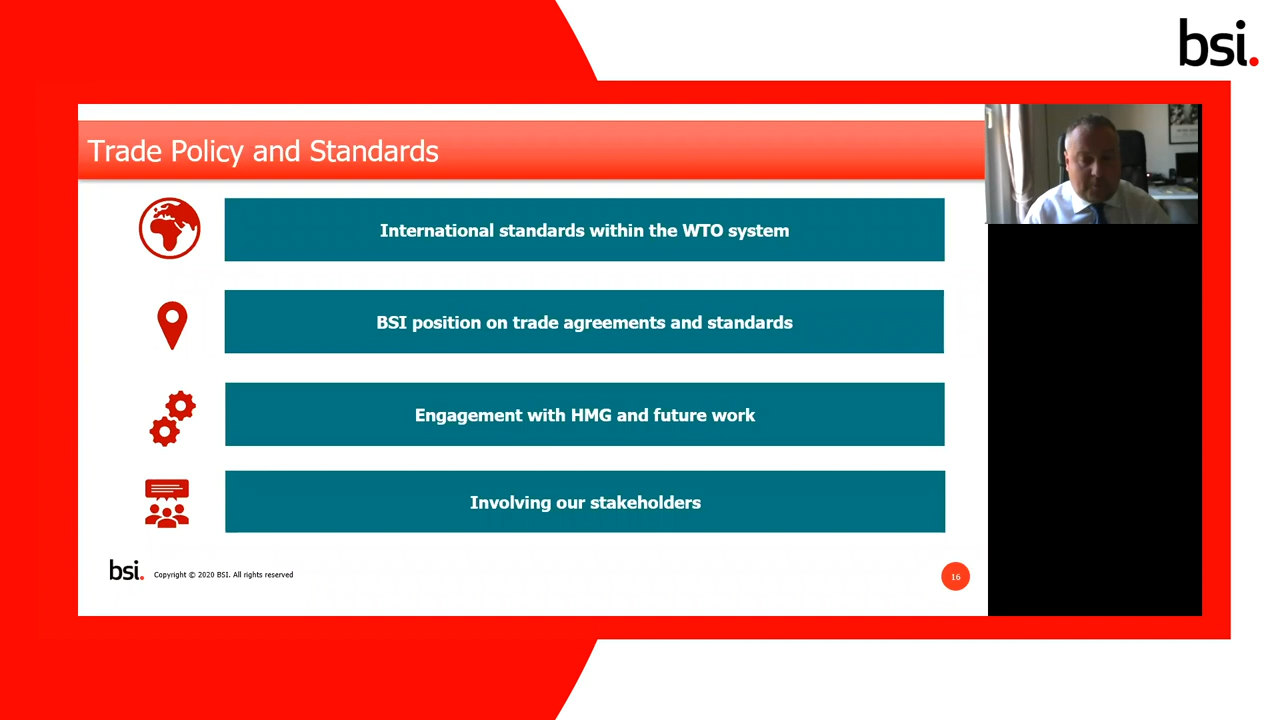 bsi.
Trade Policy and Standards
International standards within the WTO system
BSI position on trade agreements and standards
Engagement with HMG and future work
Involving our stakeholders
bsi.
Copyright © 2020 BSI. All rights reserved
16